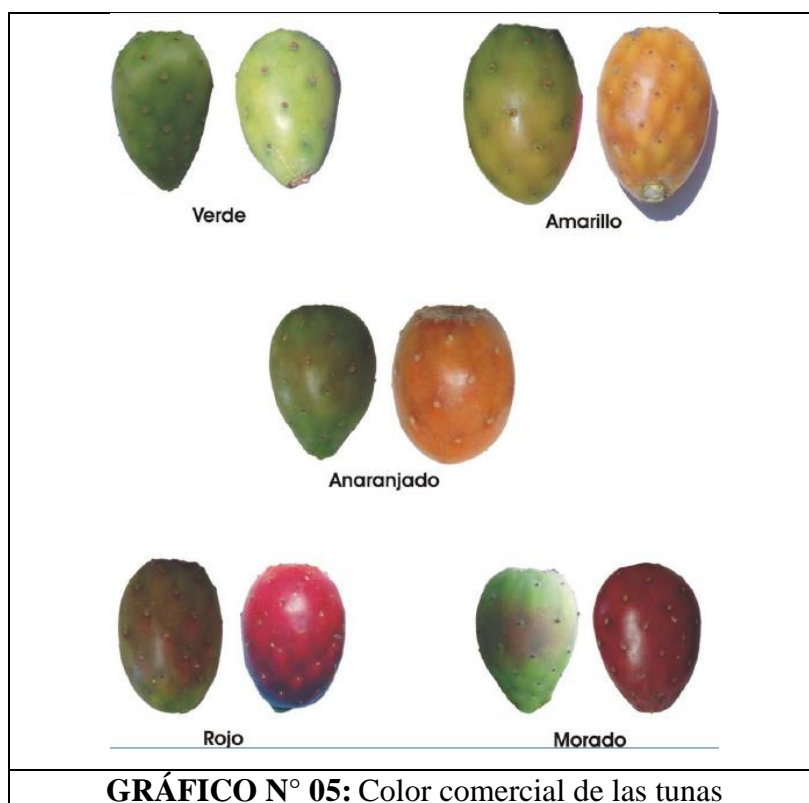 Verde
Amarillo
Anaranjado
Rojo
Morado
GRÁFICO N° 05: Color comercial de las tunas